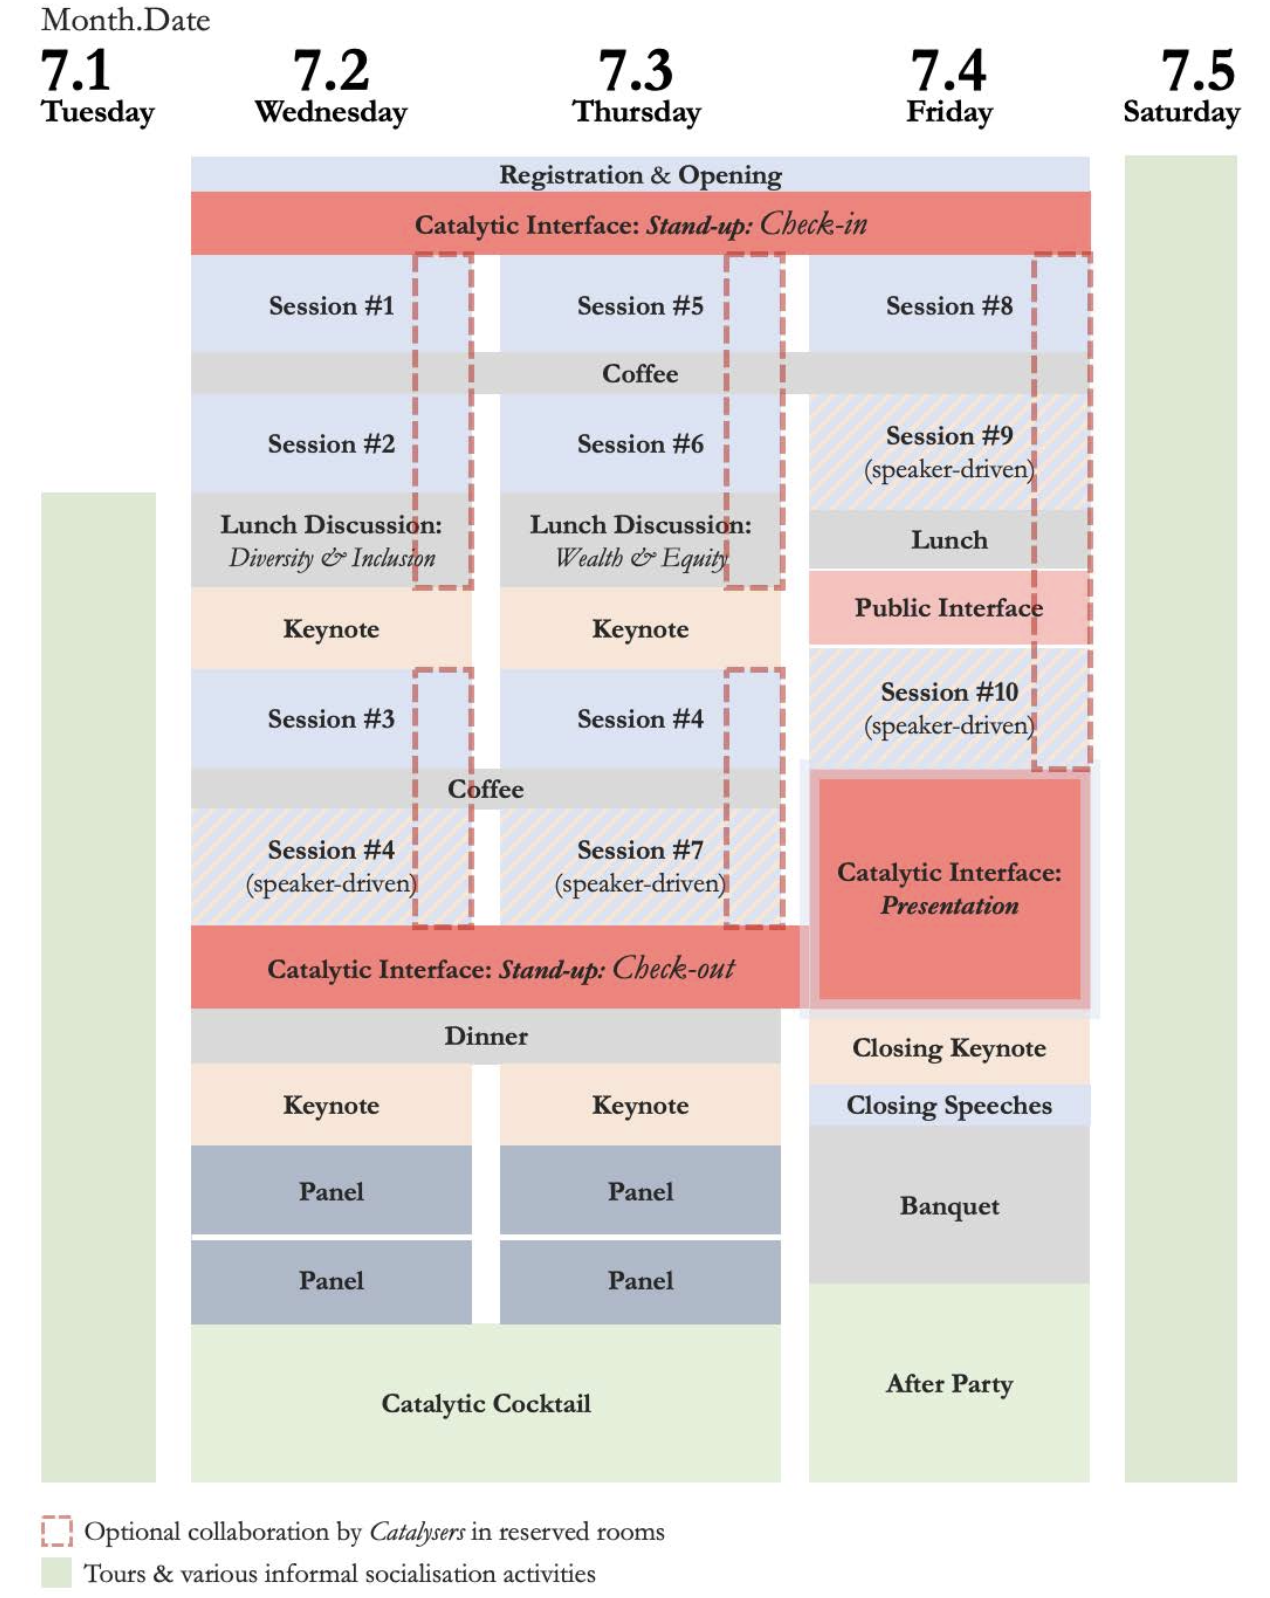 Month.Date
7.1
Tuesday
7.2
Wednesday
7.3
Thursday
7.4
Friday
7.5
Saturday
Registration & Opening
Catalytic Interface: Stand-up: Check-in
Session #1
Session #5
Session #8
Coffee
Session #2
Session #6
Session #9
(speaker-driven)
Lunch Discussion:
Diversity & Inclusion
Lunch Discussion:
Wealth & Equity
Lunch
Keynote
Keynote
Public Interface
Session #3
Session #4
Session #10
(speaker-driven)
Coffee
Session #4
(speaker-driven)
Session #7
(speaker-driven)
Catalytic Interface:
Presentation
Catalytic Interface: Stand-up: Check-out
Dinner
Closing Keynote
Keynote
Keynote
Closing Speeches
Panel
Panel
Banquet
Panel
Panel
Catalytic Cocktail
After Party
Optional collaboration by Catalysers in reserved rooms
Tours & various informal socialisation activities